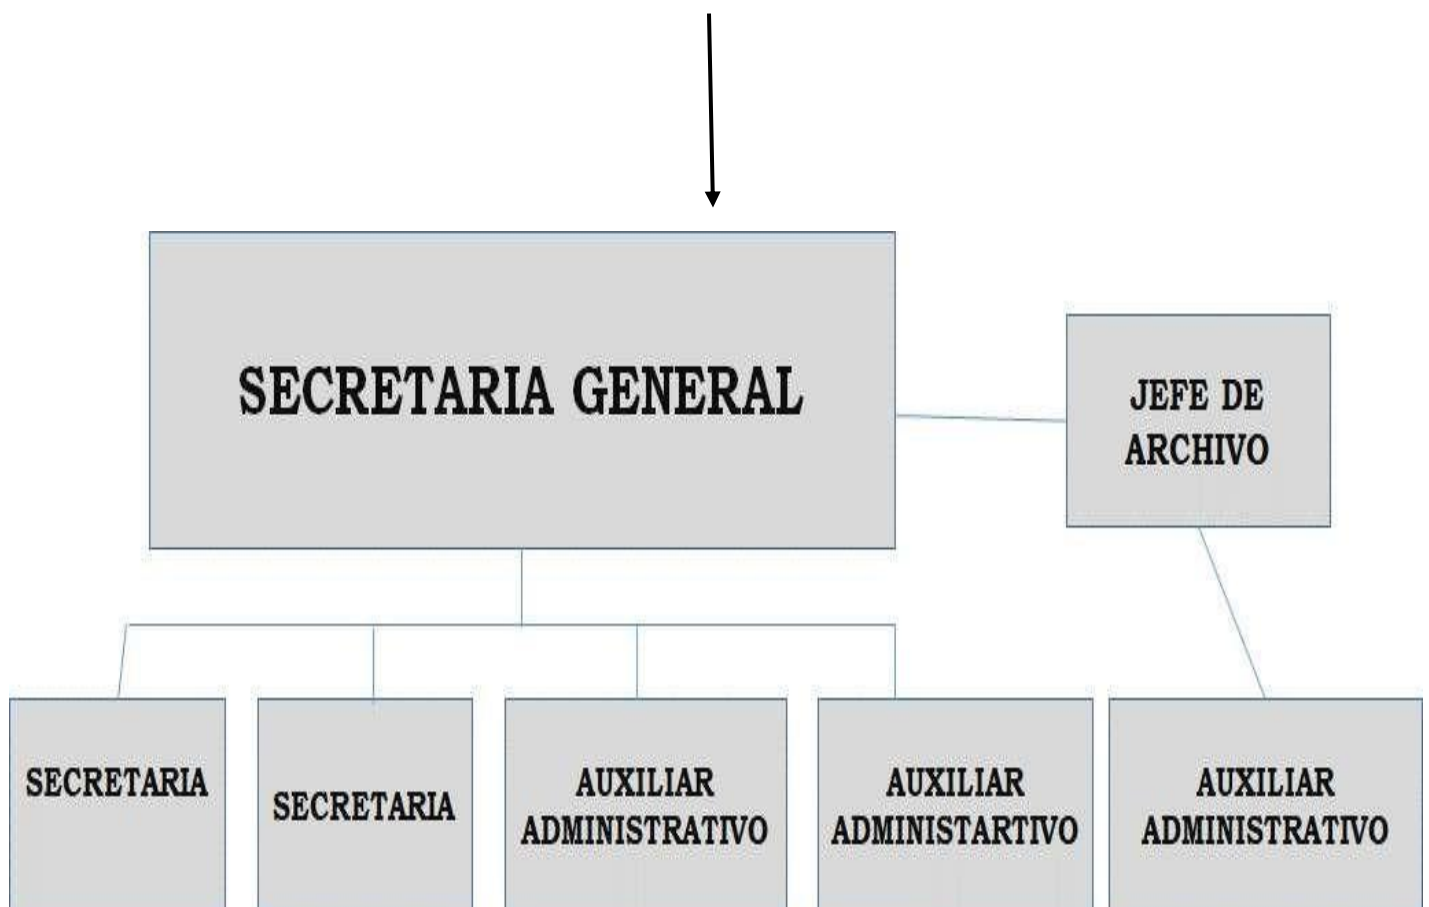 SECRETARIA GENERAL
JEFE DE
ARCHIVO
SECRETARIA
SECRETARIA
AUXILIAR
ADMINISTRATIVO
AUXILIAR
ADMINISTARTIVO
AUXILIAR
ADMINISTRATIVO